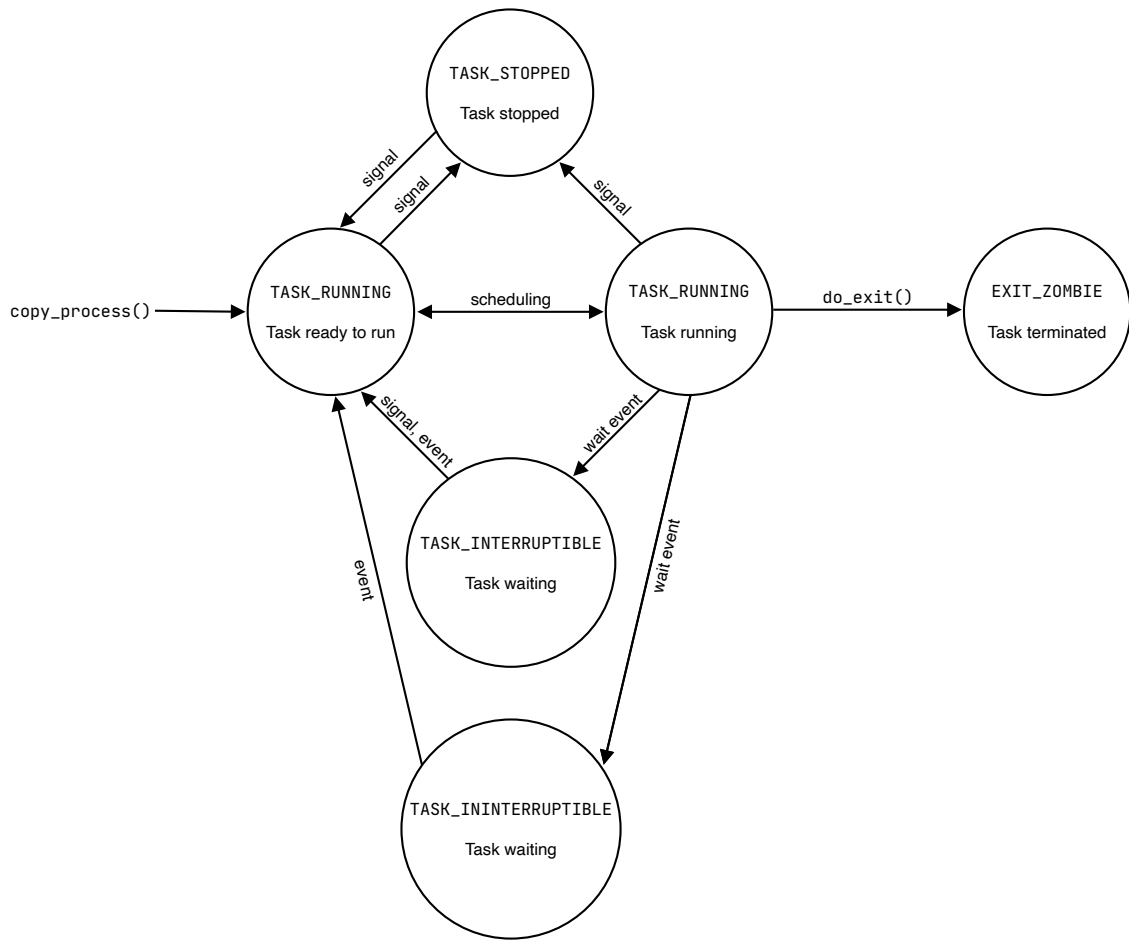 TASK_STOPPED
Task stopped
signal
signal
signal
TASK_RUNNING
Task ready to run
scheduling
TASK_RUNNING
Task running
do_exit()
EXIT_ZOMBIE
Task terminated
copy_process()
signal, event
wait event
TASK_INTERRUPTIBLE
Task waiting
event
wait event
TASK_ININTERRUPTIBLE
Task waiting